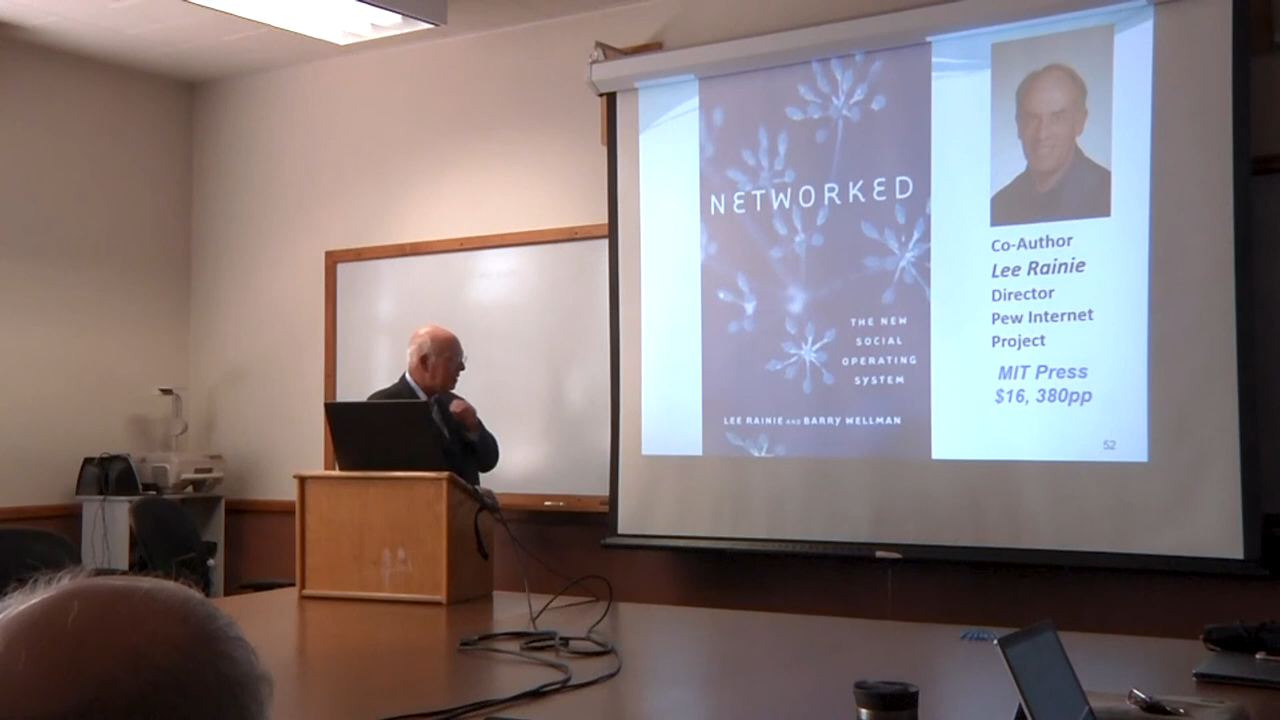 NETWORKED
THE NEW
SOCIAL
OPERATING
SYSTEM
LEE RAINIE AND BARRY WELLMAN
Co-Author
Lee Rainie
Director
Pew Internet
Project
MIT Press
$16, 380pp
52